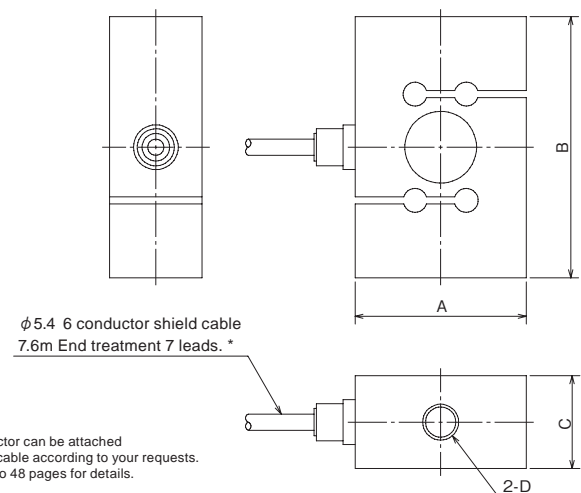 B
A
φ5.4 6 conductor shield cable
7.6m End treatment 7 leads. *
C
can be attached
cable according to your requests.
48 pages for details.
2-D